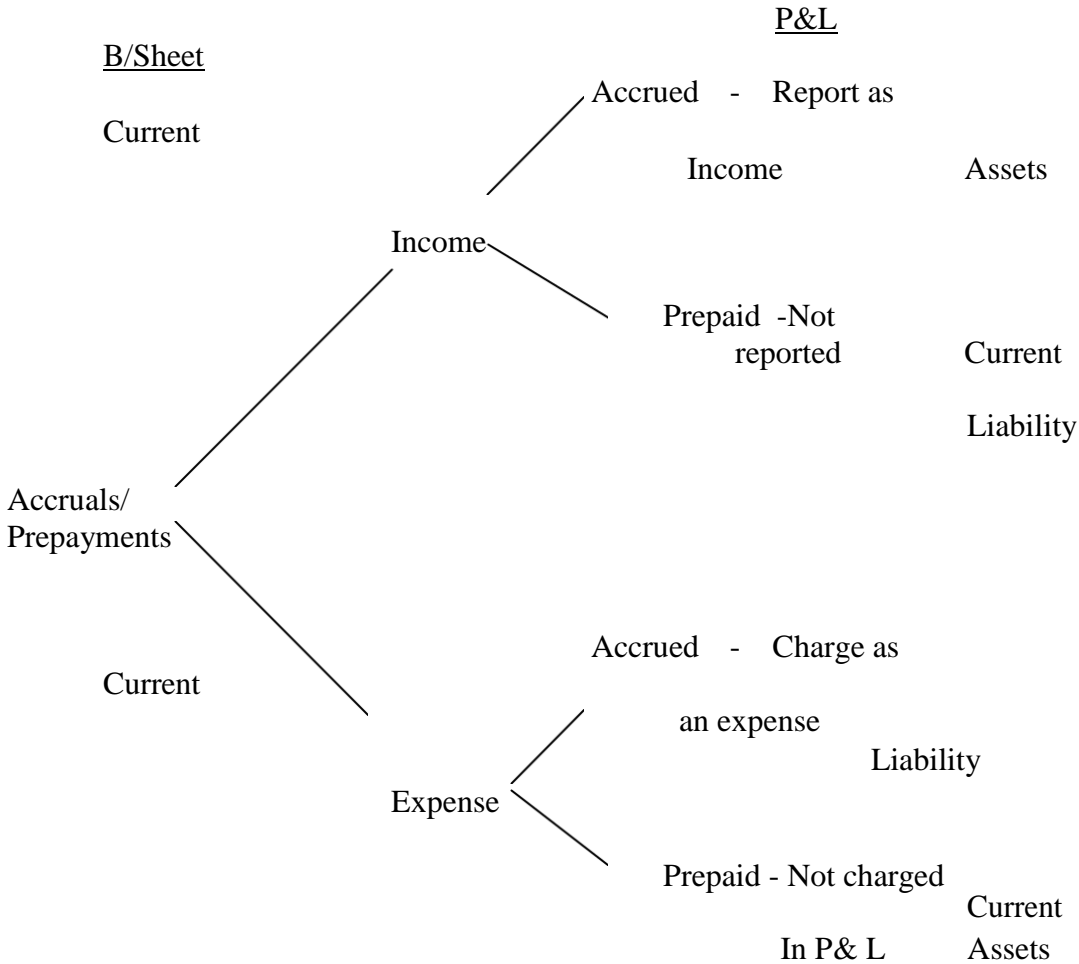 P&L
B/Sheet
Accrued - Report as
Current
Income Assets
Income
Prepaid -Not
reported Current
Liability
Accruals/
Prepayments
Accrued - Charge as
Current
an expense
Liability
Expense
Prepaid - Not charged
Current
In P& L Assets